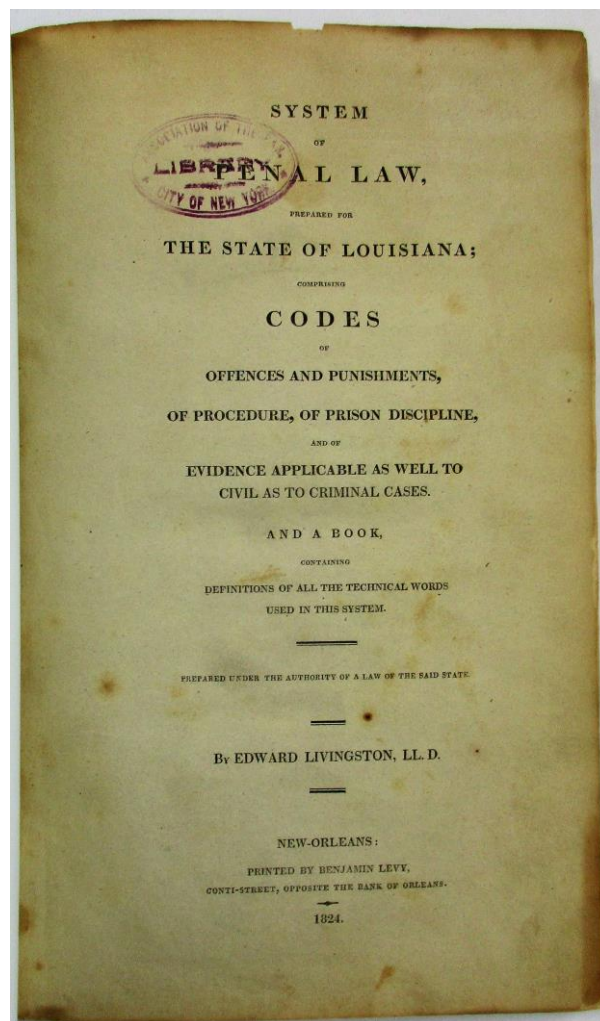 SYSTEM
OF
PENAL LAW,
PREPARED FOR
THE STATE OF LOUISIANA;
COMPRISING
CODES
OF
OFFENCES AND PUNISHMENTS,
OF PROCEDURE, OF PRISON DISCIPLINE,
AND OF
EVIDENCE APPLICABLE AS WELL TO
CIVIL AS TO CRIMINAL CASES.
AND A BOOK,
CONTAINING
DEFINITIONS OF ALL THE TECHNICAL WORDS
USED IN THIS SYSTEM.
PREPARED UNDER THE AUTHORITY OF A LAW OF THE SAID STATE
By EDWARD LIVINGSTON, LL. D.
NEW-ORLEANS:
PRINTED BY BENJAMIN LEVY,
CONTI-STREET, OPPOSITE THE BANK OF ORLEANS.
1824.
OF THE
LIBRARY
CITY OF NEW YORK